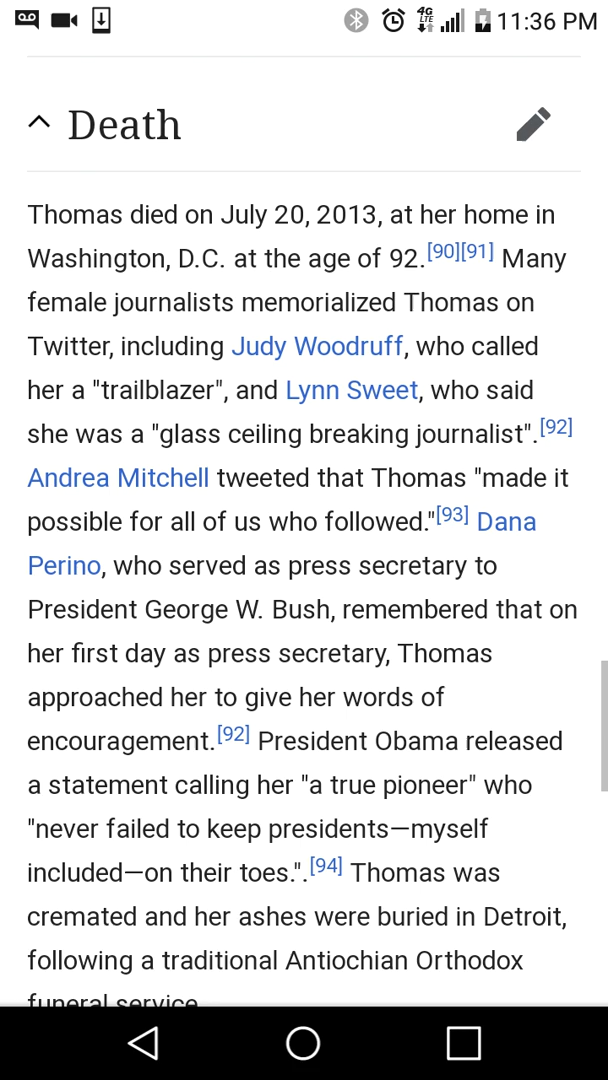 4G
LTE
11:36 PM
Death
Thomas died on July 20, 2013, at her home in
Washington, D.C. at the age of 92.[90][91] Many
female journalists memorialized Thomas on
Twitter, including Judy Woodruff, who called
her a "trailblazer", and Lynn Sweet, who said
she was a "glass ceiling breaking journalist".[92]
Andrea Mitchell tweeted that Thomas "made it
possible for all of us who followed."[93] Dana
Perino, who served as press secretary to
President George W. Bush, remembered that on
her first day as press secretary, Thomas
approached her to give her words of
encouragement.[92] President Obama released
a statement calling her "a true pioneer" who
"never failed to keep presidents—myself
included—on their toes.".[94] Thomas was
cremated and her ashes were buried in Detroit,
following a traditional Antiochian Orthodox
funeral service